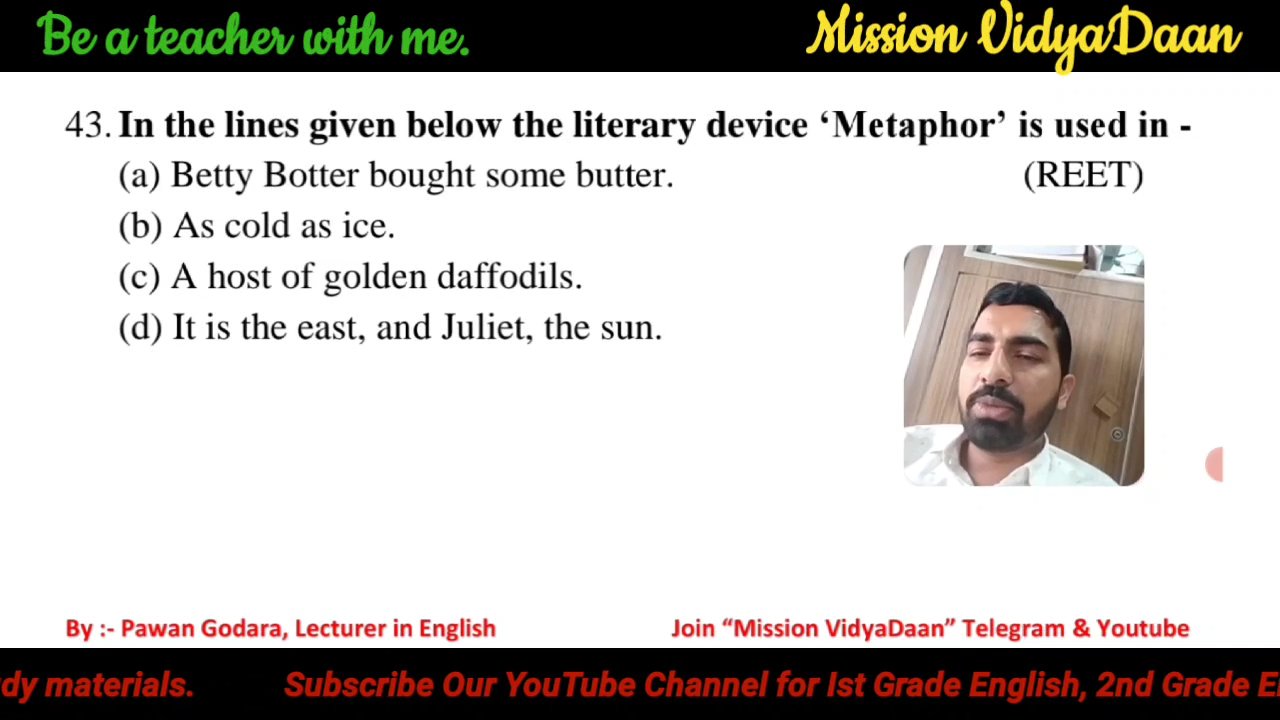 Be a teacher with me.
Mission VidyaDaan
43. In the lines given below the literary device ‘Metaphor’ is used in -
(a) Betty Botter bought some butter. (REET)
(b) As cold as ice.
(c) A host of golden daffodils.
(d) It is the east, and Juliet, the sun.
By :- Pawan Godara, Lecturer in English
Join “Mission VidyaDaan” Telegram & Youtube
dy materials. Subscribe Our YouTube Channel for Ist Grade English, 2nd Grade E